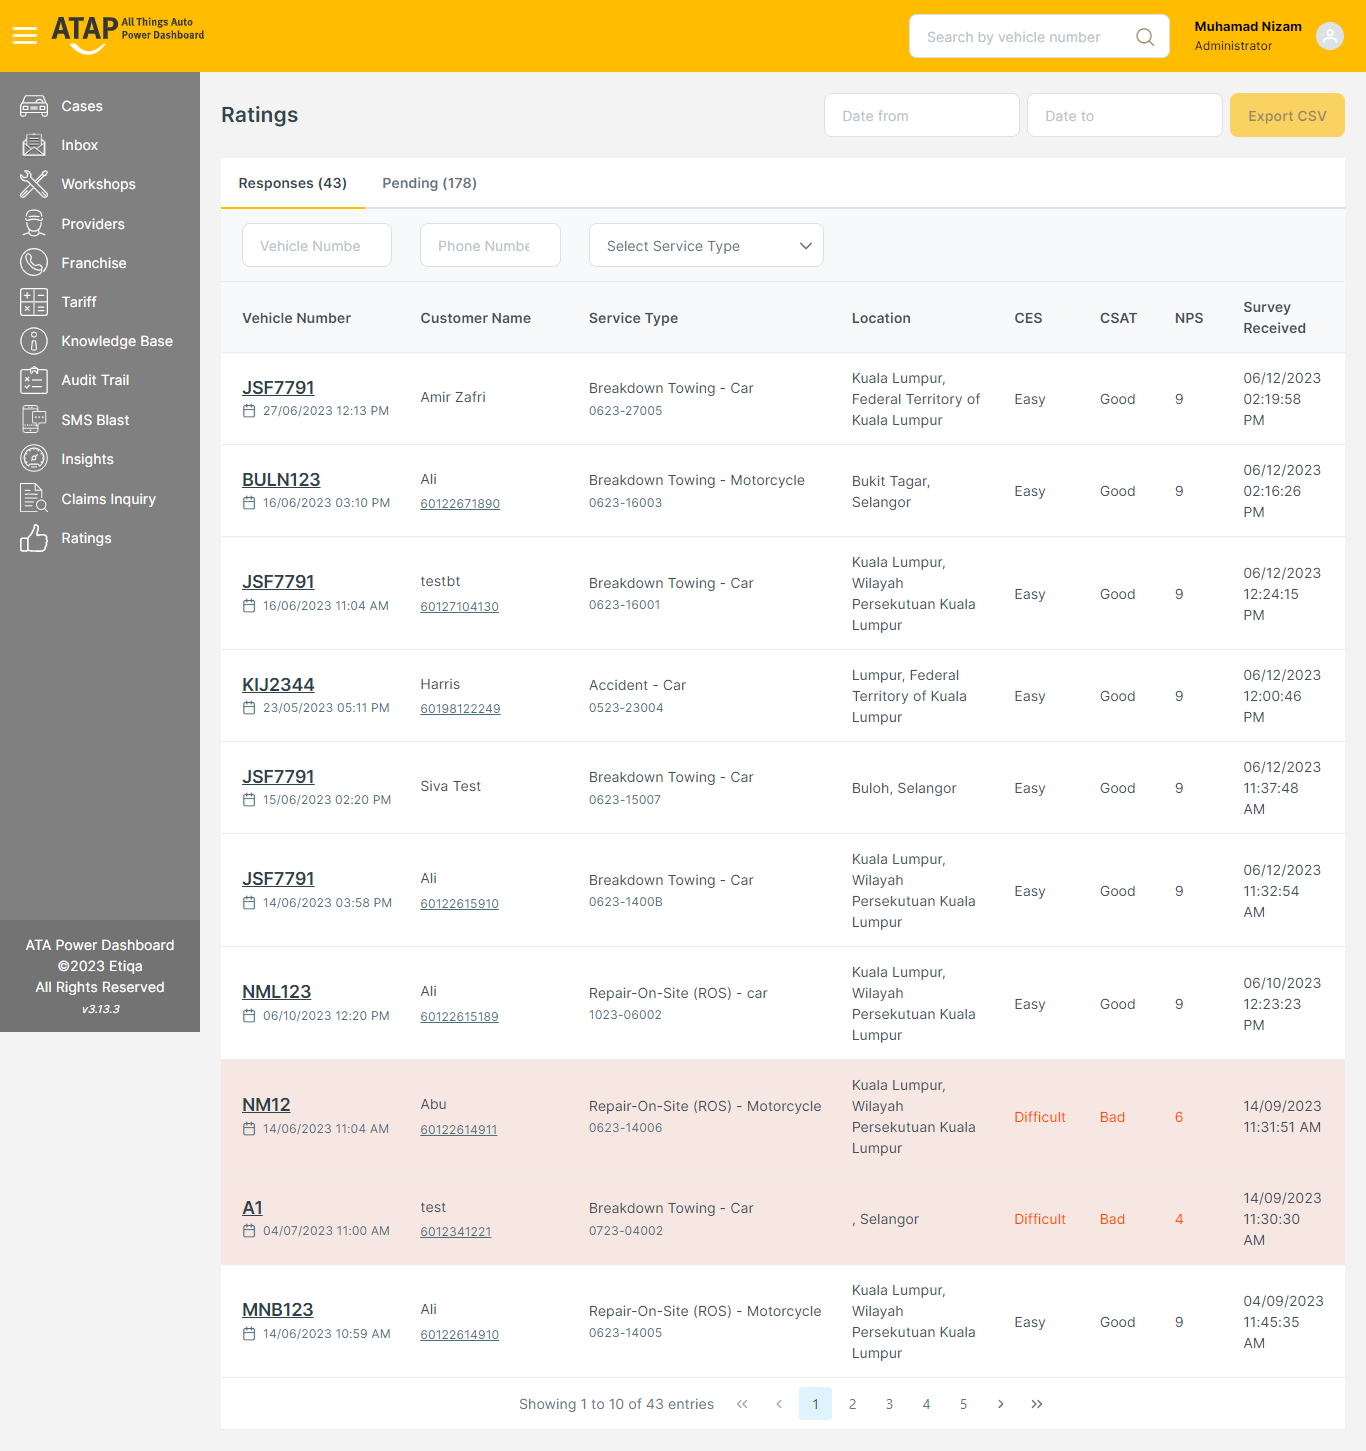 ATAP All Things Auto
Power Dashboard
Search by vehicle number
Muhamad Nizam
Administrator
Cases
Inbox
Workshops
Providers
Franchise
Tariff
Knowledge Base
Audit Trail
SMS Blast
Insights
Claims Inquiry
Ratings
ATA Power Dashboard
©2023 Etiqa
All Rights Reserved
v3.13.3
Ratings
Date from
Date to
Export CSV
Responses (43)
Pending (178)
Vehicle Numbe
Phone Numbe
Select Service Type
Vehicle Number
Customer Name
Service Type
Location
CES
CSAT
NPS
Survey
Received
JSF7791
27/06/2023 12:13 PM
Amir Zafri
Breakdown Towing - Car
0623-27005
Kuala Lumpur,
Federal Territory of
Kuala Lumpur
Easy
Good
9
06/12/2023
02:19:58
PM
BULN123
16/06/2023 03:10 PM
Ali
60122671890
Breakdown Towing - Motorcycle
0623-16003
Bukit Tagar,
Selangor
Easy
Good
9
06/12/2023
02:16:26
PM
JSF7791
16/06/2023 11:04 AM
testbt
60127104130
Breakdown Towing - Car
0623-16001
Kuala Lumpur,
Wilayah
Persekutuan Kuala
Lumpur
Easy
Good
9
06/12/2023
12:24:15
PM
KIJ2344
23/05/2023 05:11 PM
Harris
60198122249
Accident - Car
0523-23004
Lumpur, Federal
Territory of Kuala
Lumpur
Easy
Good
9
06/12/2023
12:00:46
PM
JSF7791
15/06/2023 02:20 PM
Siva Test
Breakdown Towing - Car
0623-15007
Buloh, Selangor
Easy
Good
9
06/12/2023
11:37:48
AM
JSF7791
14/06/2023 03:58 PM
Ali
60122615910
Breakdown Towing - Car
0623-1400B
Kuala Lumpur,
Wilayah
Persekutuan Kuala
Lumpur
Easy
Good
9
06/12/2023
11:32:54
AM
NML123
06/10/2023 12:20 PM
Ali
60122615189
Repair-On-Site (ROS) - car
1023-06002
Kuala Lumpur,
Wilayah
Persekutuan Kuala
Lumpur
Easy
Good
9
06/10/2023
12:23:23
PM
NM12
14/06/2023 11:04 AM
Abu
60122614911
Repair-On-Site (ROS) - Motorcycle
0623-14006
Kuala Lumpur,
Wilayah
Persekutuan Kuala
Lumpur
Difficult
Bad
6
14/09/2023
11:31:51 AM
A1
04/07/2023 11:00 AM
test
6012341221
Breakdown Towing - Car
0723-04002
, Selangor
Difficult
Bad
4
14/09/2023
11:30:30
AM
MNB123
14/06/2023 10:59 AM
Ali
60122614910
Repair-On-Site (ROS) - Motorcycle
0623-14005
Kuala Lumpur,
Wilayah
Persekutuan Kuala
Lumpur
Easy
Good
9
04/09/2023
11:45:35
AM
Showing 1 to 10 of 43 entries « ‹ 1 2 3 4 5 › »